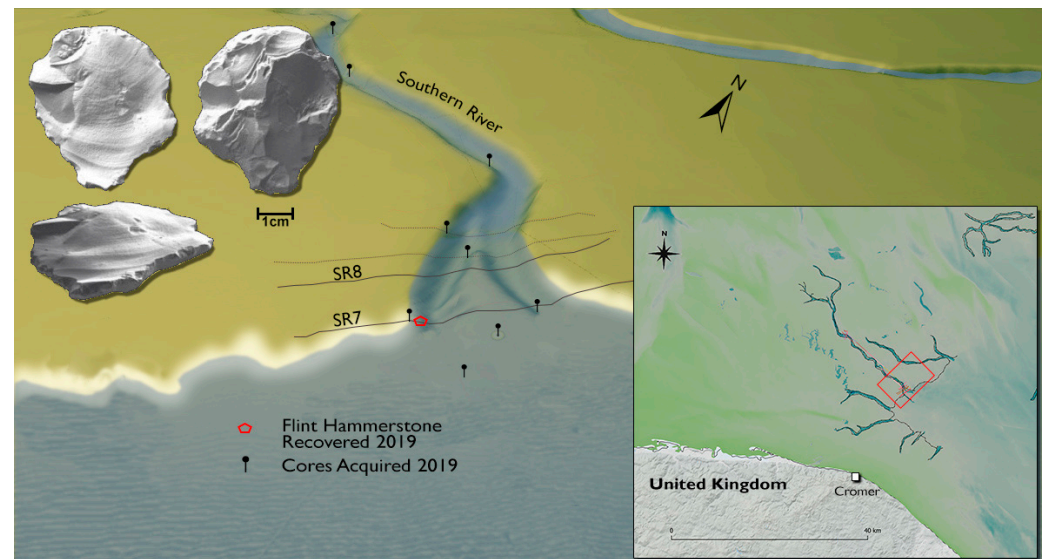 1cm
Southern River
N
SR8
SR7
Flint Hammerstone
Recovered 2019
Cores Acquired 2019
N
United Kingdom
Cromer
0
40 km